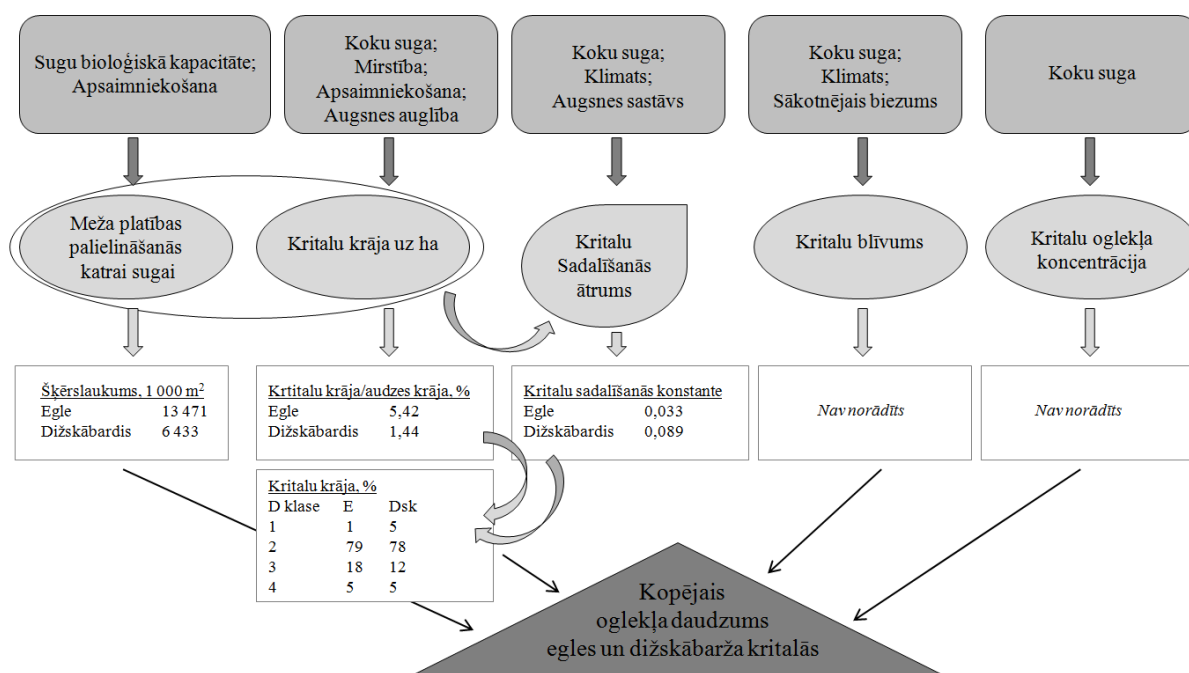 Sugu bioloģiskā kapacitāte;
Apsaimniekošana
Koku suga;
Mirstība;
Apsaimniekošana;
Augsnes auglība
Koku suga;
Klimats;
Augsnes sastāvs
Koku suga;
Klimats;
Sākotnējais biezums
Koku suga
Meža platības
palielināšanās
katrai sugai
Kritalu krāja uz ha
Kritalu
Sadalīšanās
ātrums
Kritalu blīvums
Kritalu oglekļa
koncentrācija
Šķērslaukums, 1 000 m²
Egle 13 471
Dižskābardis 6 433
Krtitalu krāja/audzes krāja, %
Egle 5,42
Dižskābardis 1,44
Kritalu sadalīšanās konstante
Egle 0,033
Dižskābardis 0,089
Nav norādīts
Nav norādīts
Kritalu krāja, %
D klase E Dsk
1 1 5
2 79 78
3 18 12
4 5 5
Kopējais
oglekļa daudzums
egles un dižskābarža kritalās